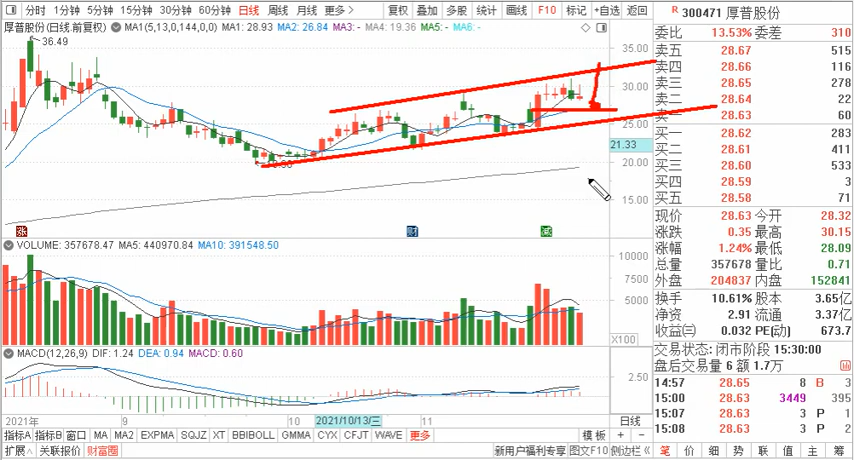 分时 1分钟 5分钟 15分钟 30分钟 60分钟 日线 周线 月线 更多> 复权 叠加 多股 统计 画线 F10 标记 +自选 返回
R 300471 厚普股份
厚普股份(日线.前复权) MA1(5,13,0,144,0,0) MA1: 28.93 MA2: 26.84 MA3: - MA4: 19.36 MA5: - MA6: -
委比 13.53% 委差 310
36.49
35.00
卖五 28.67 515
卖四 28.66 116
卖三 28.65 278
卖二 28.64 22
28.63 60
30.00
25.00
21.33
20.00
15.00
买一 28.62 283
买二 28.61 411
买三 28.60 533
买四 28.59 3
买五 28.58 71
涨 财 减
现价 28.63 今开 28.32
涨跌 0.35 最高 30.15
涨幅 1.24% 最低 28.09
总量 357678 量比 0.71
外盘 204837 内盘 152841
VOLUME: 357678.47 MA5: 440970.84 MA10: 391548.50
10000
7500
5000
X100
换手 10.61% 股本 3.65亿
净资 2.91 流通 3.37亿
收益㈢ 0.032 PE(动) 673.7
交易状态: 闭市阶段 15:30:00
盘后交易量 6 额 1.7万
MACD(12,26,9) DIF: 1.24 DEA: 0.94 MACD: 0.60
2.50
14:57 28.65 8 B 3
15:00 28.63 3449 395
15:07 28.63 3 P 1
15:08 28.63 3 P 2
2021年 9 10 2021/10/13/三 11 日线
指标A 指标B 窗口 MA MA2 EXPMA SQJZ XT BBIBOLL GMMA CYX CFJT WAVE 更多 模板 + −
扩展∧ 关联报价 财富圈 新用户福利专享 图文F10 侧边栏《 笔 价 细 势 联 值 主 筹